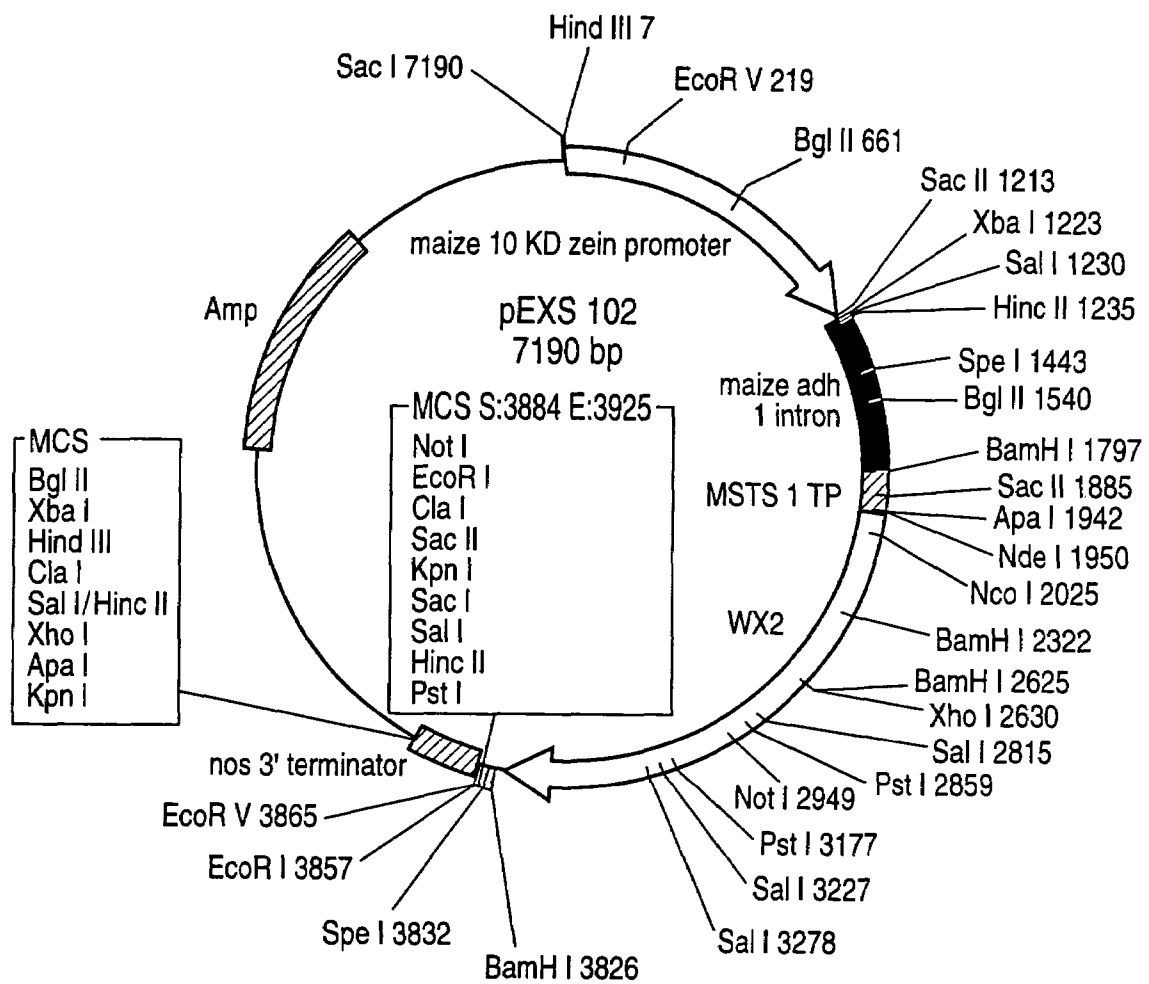 Hind III 7
Sac I 7190
EcoR V 219
Bgl II 661
Sac II 1213
Xba I 1223
Sal I 1230
Hinc II 1235
maize 10 KD zein promoter
Amp
pEXS 102
7190 bp
Spe I 1443
maize adh
1 intron
Bgl II 1540
MCS S:3884 E:3925
Not I
EcoR I
Cla I
Sac II
Kpn I
Sac I
Sal I
Hinc II
Pst I
MCS
Bgl II
Xba I
Hind III
Cla I
Sal I/Hinc II
Xho I
Apa I
Kpn I
BamH I 1797
MSTS 1 TP
Sac II 1885
Apa I 1942
Nde I 1950
Nco I 2025
WX2
BamH I 2322
BamH I 2625
Xho I 2630
Sal I 2815
Pst I 2859
Not I 2949
Pst I 3177
Sal I 3227
Sal I 3278
nos 3' terminator
EcoR V 3865
EcoR I 3857
Spe I 3832
BamH I 3826